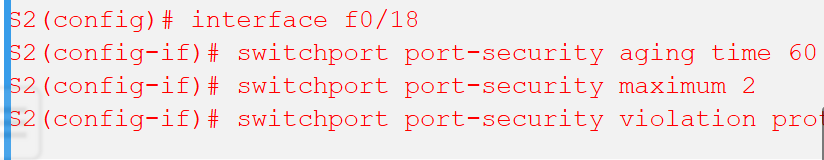 S2(config)# interface f0/18
S2(config-if)# switchport port-security aging time 60
S2(config-if)# switchport port-security maximum 2
S2(config-if)# switchport port-security violation